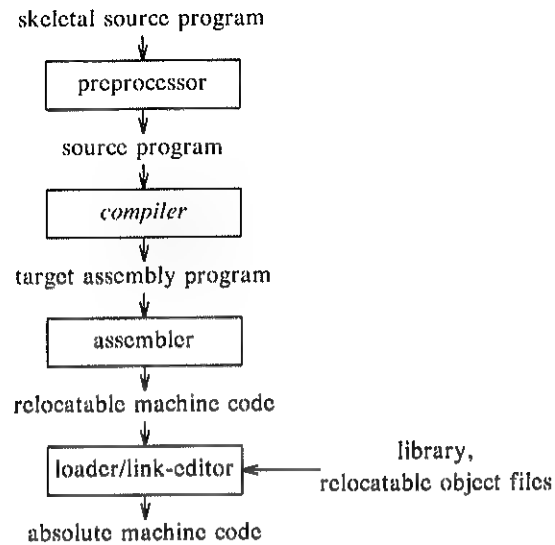 skeletal source program
preprocessor
source program
compiler
target assembly program
assembler
relocatable machine code
loader/link-editor
library,
relocatable object files
absolute machine code